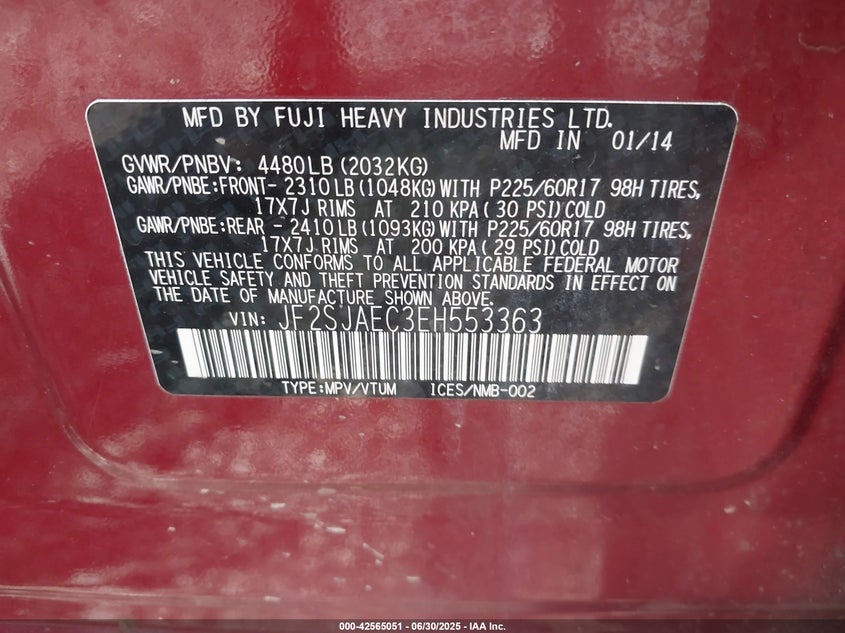 MFD BY FUJI HEAVY INDUSTRIES LTD.
MFD IN 01/14
GVWR/PNBV: 4480LB (2032KG)
GAWR/PNBE:FRONT- 2310LB (1048KG) WITH P225/60R17 98H TIRES,
17X7J RIMS AT 210 KPA (30 PSI) COLD
GAWR/PNBE:REAR - 2410LB (1093KG) WITH P225/60R17 98H TIRES,
17X7J RIMS AT 200 KPA (29 PSI) COLD
THIS VEHICLE CONFORMS TO ALL APPLICABLE FEDERAL MOTOR
VEHICLE SAFETY AND THEFT PREVENTION STANDARDS IN EFFECT ON
THE DATE OF MANUFACTURE SHOWN ABOVE.
VIN: JF2SJAEC3EH553363
TYPE:MPV/VTUM ICES/NMB-002
000-42565051 - 06/30/2025 - IAA Inc.